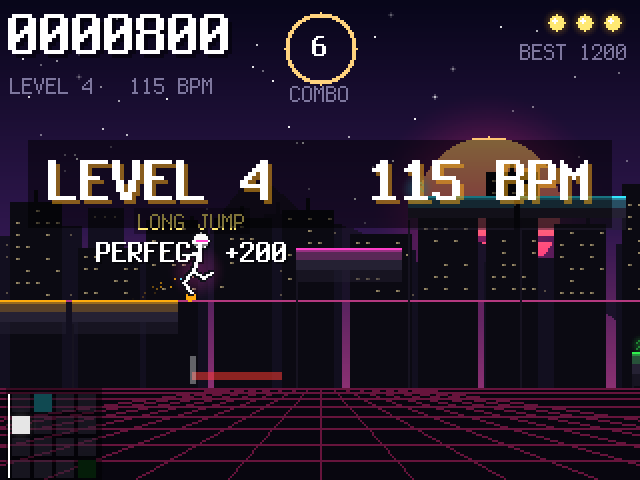 0000800
6
BEST 1200
LEVEL 4 115 BPM
COMBO
LEVEL 4 115 BPM
LONG JUMP
PERFECT +200